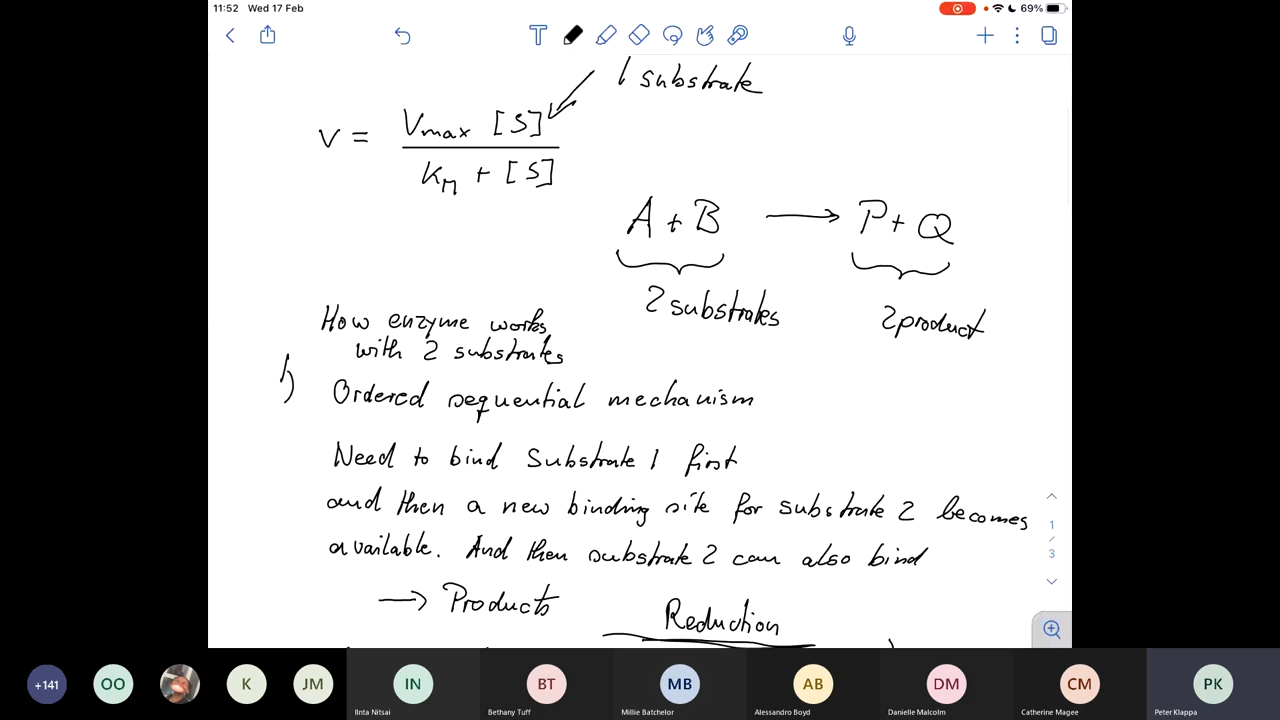 11:52 Wed 17 Feb
69%
1 substrate
V = Vmax [S]
KM + [S]
A + B → P + Q
2 substrates
2 product
How enzyme works
with 2 substrates
1) Ordered sequential mechanism
Need to bind Substrate 1 first
and then a new binding site for substrate 2 becomes
available. And then substrate 2 can also bind
→ Products
Reduction
1
/
3
+141
OO
K
JM
IN
BT
MB
AB
DM
CM
PK
Ilnta Nitsai
Bethany Tuff
Millie Batchelor
Alessandro Boyd
Danielle Malcolm
Catherine Magee
Peter Klappa